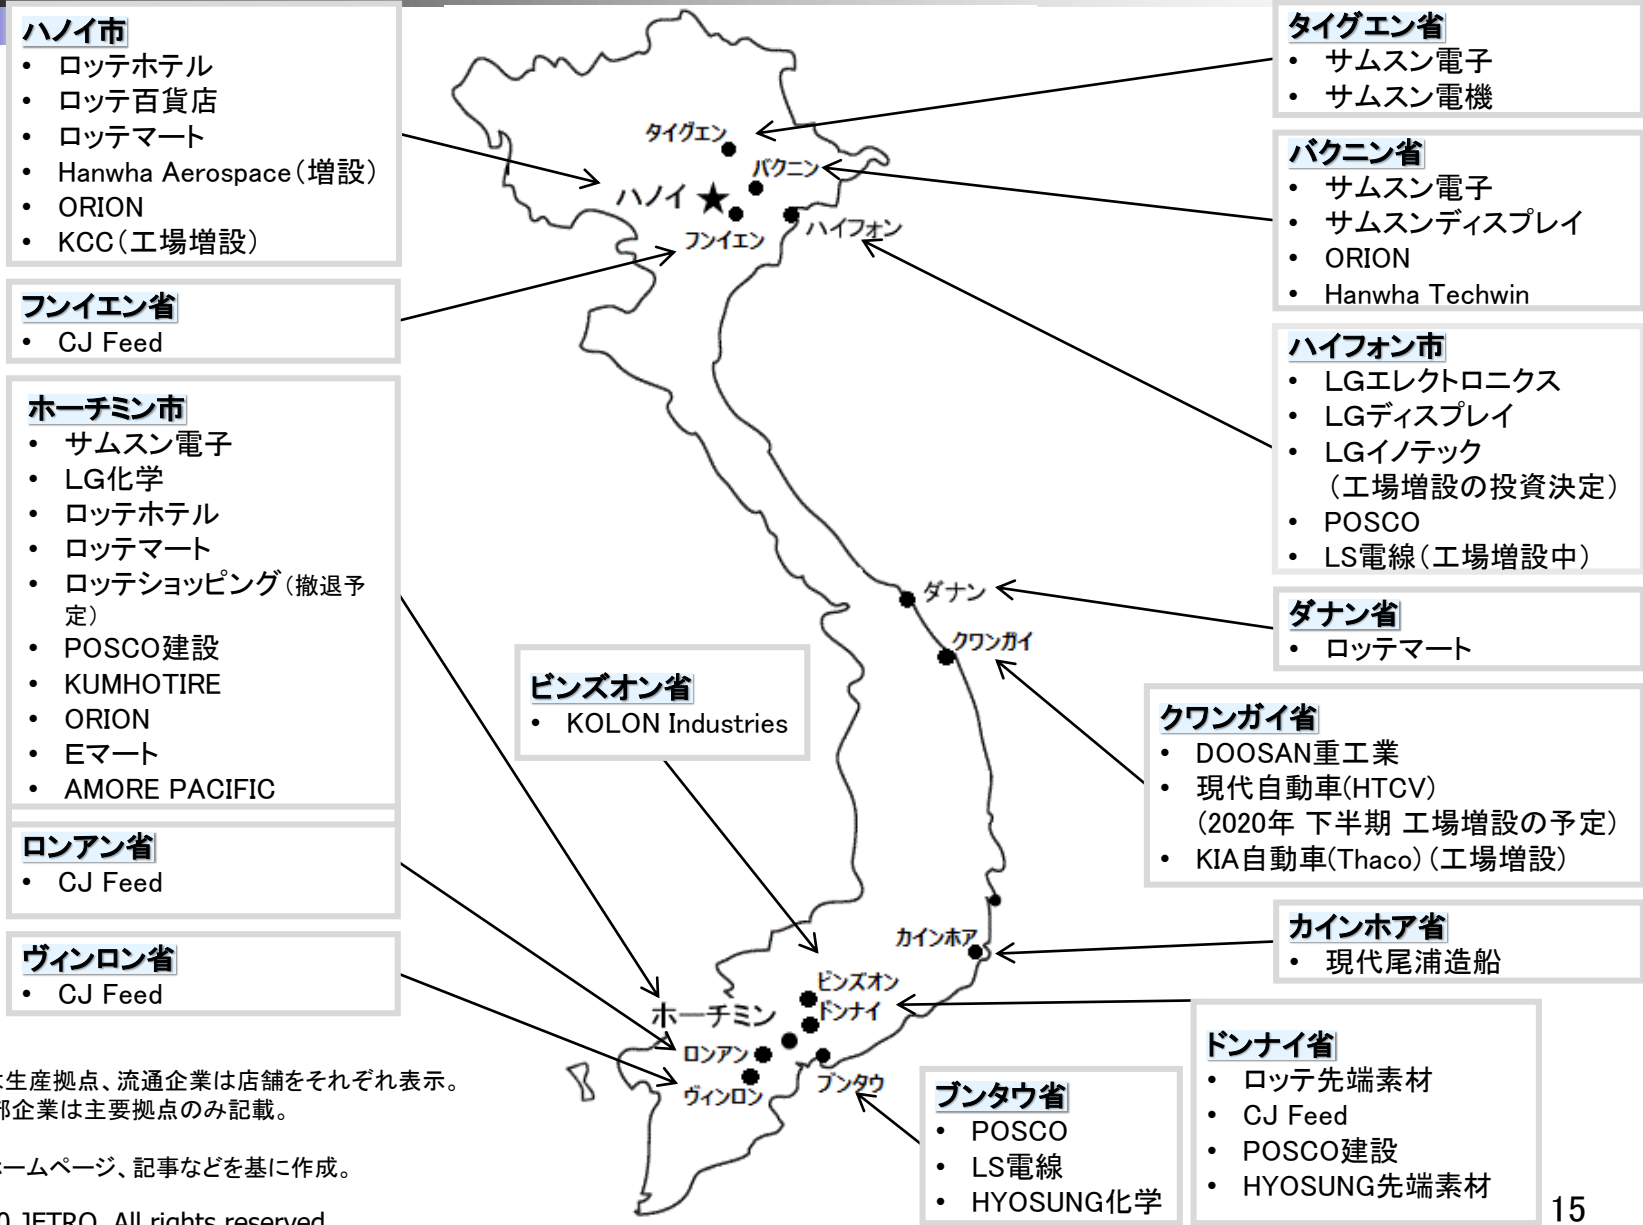 ハノイ市
• ロッテホテル
• ロッテ百貨店
• ロッテマート
• Hanwha Aerospace（増設）
• ORION
• KCC（工場増設）
フンイエン省
• CJ Feed
ホーチミン市
• サムスン電子
• LG化学
• ロッテホテル
• ロッテマート
• ロッテショッピング（撤退予
定）
• POSCO建設
• KUMHOTIRE
• ORION
• Eマート
• AMORE PACIFIC
ロンアン省
• CJ Feed
ヴィンロン省
• CJ Feed
ビンズオン省
• KOLON Industries
タイグエン
バクニン
ハノイ
フンイエン
ハイフォン
ダナン
クワンガイ
カインホア
ビンズオン
ドンナイ
ホーチミン
ロンアン
ヴィンロン
ブンタウ
タイグエン省
• サムスン電子
• サムスン電機
バクニン省
• サムスン電子
• サムスンディスプレイ
• ORION
• Hanwha Techwin
ハイフォン市
• LGエレクトロニクス
• LGディスプレイ
• LGイノテック
（工場増設の投資決定）
• POSCO
• LS電線（工場増設中）
ダナン省
• ロッテマート
クワンガイ省
• DOOSAN重工業
• 現代自動車(HTCV)
(2020年 下半期 工場増設の予定）
• KIA自動車(Thaco)（工場増設）
カインホア省
• 現代尾浦造船
ドンナイ省
• ロッテ先端素材
• CJ Feed
• POSCO建設
• HYOSUNG先端素材
ブンタウ省
• POSCO
• LS電線
• HYOSUNG化学
生産拠点、流通企業は店舗をそれぞれ表示。
部企業は主要拠点のみ記載。
ホームページ、記事などを基に作成。
0 JETRO. All rights reserved
15